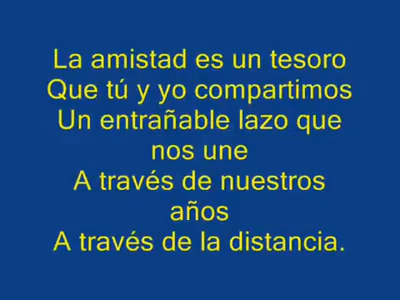 La amistad es un tesoro
Que tú y yo compartimos
Un entrañable lazo que
nos une
A través de nuestros
años
A través de la distancia.